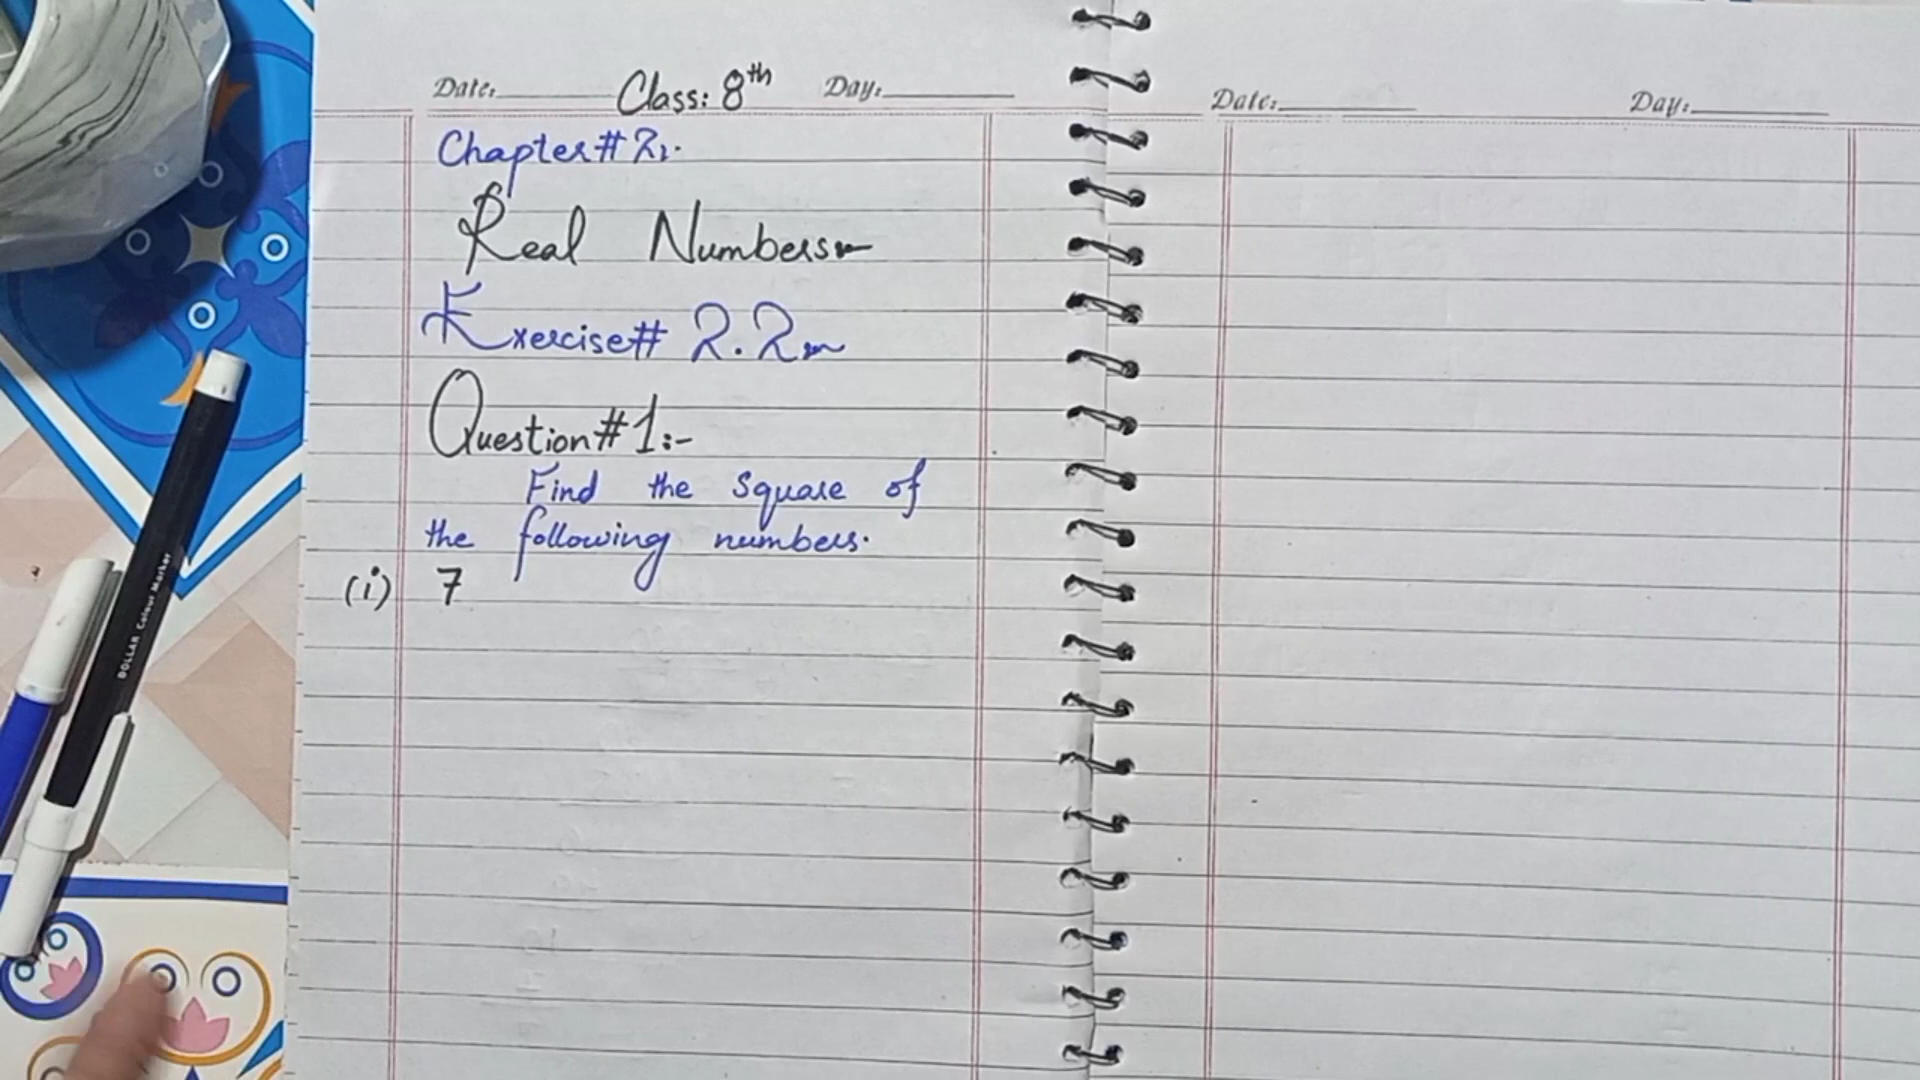 Date: Class: 8th Day:
Chapter# 2.
Real Numbers
Exercise# 2.2
Question#1:-
Find the square of
the following numbers.
(i) 7
Date: Day:
DOLLAR Colour Marker